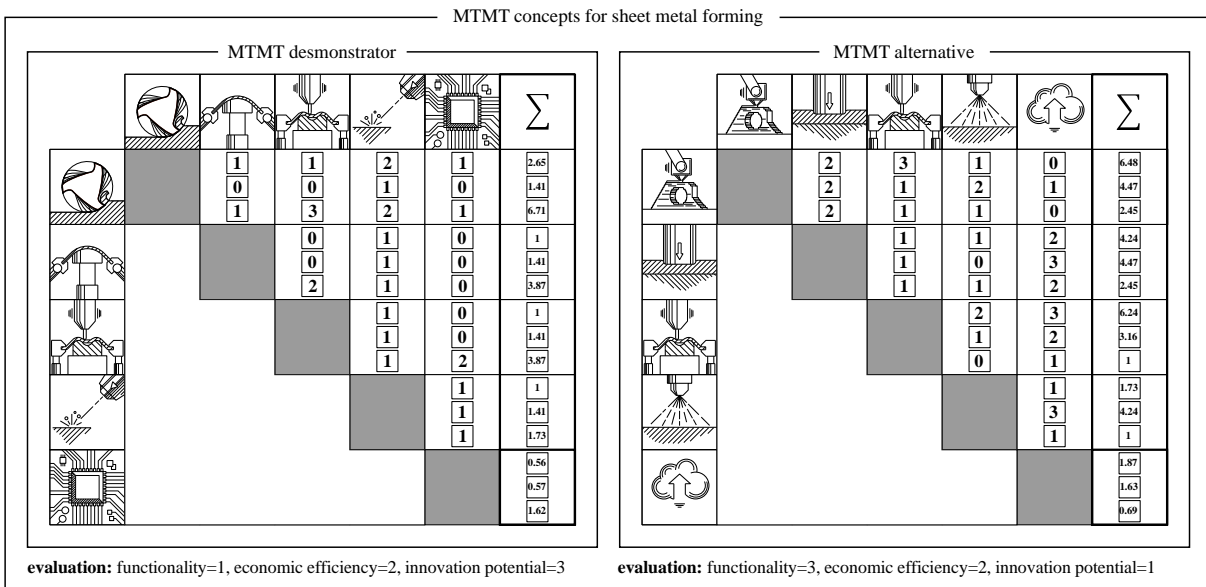 MTMT concepts for sheet metal forming
MTMT desmonstrator
∑
1 1 2 1 2.65
0 0 1 0 1.41
1 3 2 1 6.71
0 1 0 1
0 1 0 1.41
2 1 0 3.87
1 0 1
1 0 1.41
1 2 3.87
1 1
1 1.41
1 1.73
0.56
0.57
1.62
evaluation: functionality=1, economic efficiency=2, innovation potential=3
MTMT alternative
∑
2 3 1 0 6.48
2 1 2 1 4.47
2 1 1 0 2.45
1 1 2 4.24
1 0 3 4.47
1 1 2 2.45
2 3 6.24
1 2 3.16
0 1 1
1 1.73
3 4.24
1 1
1.87
1.63
0.69
evaluation: functionality=3, economic efficiency=2, innovation potential=1